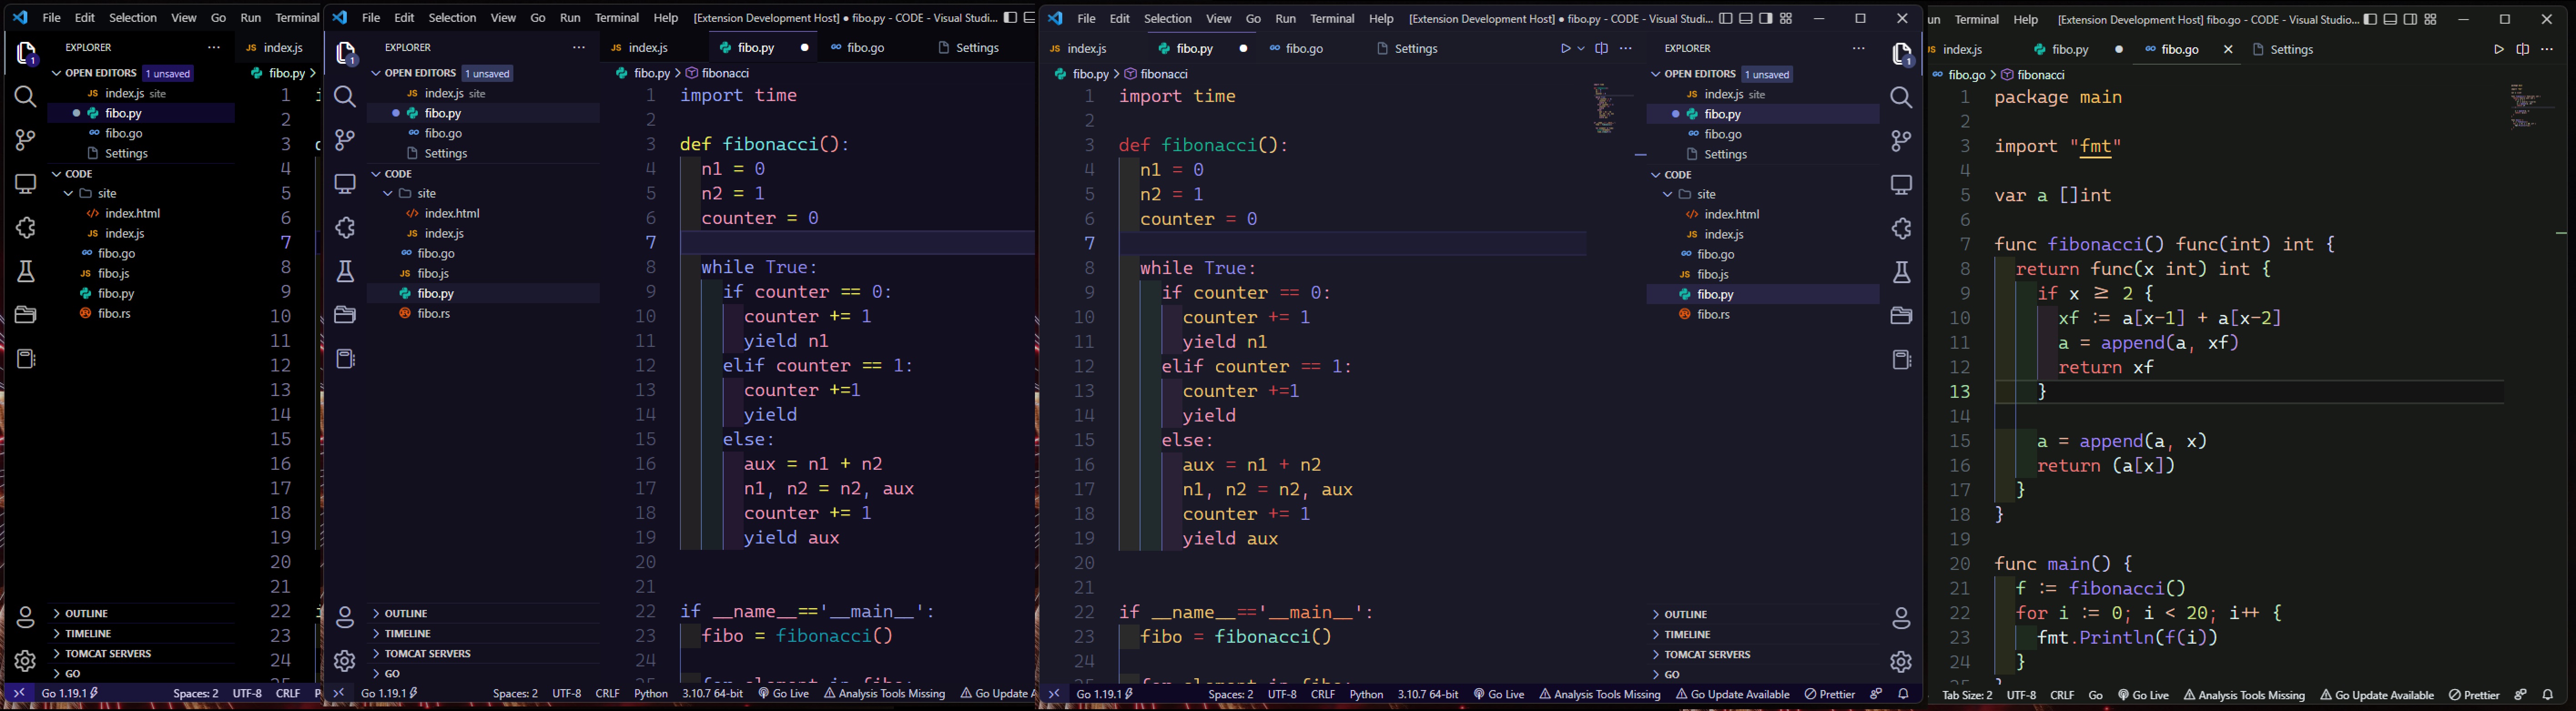 File Edit Selection View Go Run Terminal
EXPLORER ···
index.js
OPEN EDITORS 1 unsaved
fibo.py >
index.js site
fibo.py
fibo.go
Settings
CODE
site
index.html
index.js
fibo.go
fibo.js
fibo.py
fibo.rs
OUTLINE
TIMELINE
TOMCAT SERVERS
GO
1
2
3
4
5
6
7
8
9
10
11
12
13
14
15
16
17
18
19
20
21
22
23
24
Go 1.19.1 Spaces: 2 UTF-8 CRLF
File Edit Selection View Go Run Terminal Help [Extension Development Host] ● fibo.py - CODE - Visual Studi...
EXPLORER ···
index.js fibo.py ● fibo.go Settings
OPEN EDITORS 1 unsaved
index.js site
fibo.py
fibo.go
Settings
CODE
site
index.html
index.js
fibo.go
fibo.js
fibo.py
fibo.rs
OUTLINE
TIMELINE
TOMCAT SERVERS
GO
fibo.py > fibonacci
1 import time
2
3 def fibonacci():
4 n1 = 0
5 n2 = 1
6 counter = 0
7
8 while True:
9 if counter == 0:
10 counter += 1
11 yield n1
12 elif counter == 1:
13 counter +=1
14 yield
15 else:
16 aux = n1 + n2
17 n1, n2 = n2, aux
18 counter += 1
19 yield aux
20
21
22 if __name__=='__main__':
23 fibo = fibonacci()
24
Go 1.19.1 Spaces: 2 UTF-8 CRLF Python 3.10.7 64-bit Go Live Analysis Tools Missing Go Update A
File Edit Selection View Go Run Terminal Help [Extension Development Host] ● fibo.py - CODE - Visual Studi...
index.js fibo.py ● fibo.go Settings ···
fibo.py > fibonacci
1 import time
2
3 def fibonacci():
4 n1 = 0
5 n2 = 1
6 counter = 0
7
8 while True:
9 if counter == 0:
10 counter += 1
11 yield n1
12 elif counter == 1:
13 counter +=1
14 yield
15 else:
16 aux = n1 + n2
17 n1, n2 = n2, aux
18 counter += 1
19 yield aux
20
21
22 if __name__=='__main__':
23 fibo = fibonacci()
24
EXPLORER ···
OPEN EDITORS 1 unsaved
index.js site
fibo.py
fibo.go
Settings
CODE
site
index.html
index.js
fibo.go
fibo.js
fibo.py
fibo.rs
OUTLINE
TIMELINE
TOMCAT SERVERS
GO
Go 1.19.1 Spaces: 2 UTF-8 CRLF Python 3.10.7 64-bit Go Live Analysis Tools Missing Go Update Available Prettier
un Terminal Help [Extension Development Host] fibo.go - CODE - Visual Studio...
index.js fibo.py ● fibo.go Settings ···
fibo.go > fibonacci
1 package main
2
3 import "fmt"
4
5 var a []int
6
7 func fibonacci() func(int) int {
8 return func(x int) int {
9 if x ≥ 2 {
10 xf := a[x-1] + a[x-2]
11 a = append(a, xf)
12 return xf
13 }
14
15 a = append(a, x)
16 return (a[x])
17 }
18 }
19
20 func main() {
21 f := fibonacci()
22 for i := 0; i < 20; i++ {
23 fmt.Println(f(i))
24 }
Tab Size: 2 UTF-8 CRLF Go Go Live Analysis Tools Missing Go Update Available Prettier